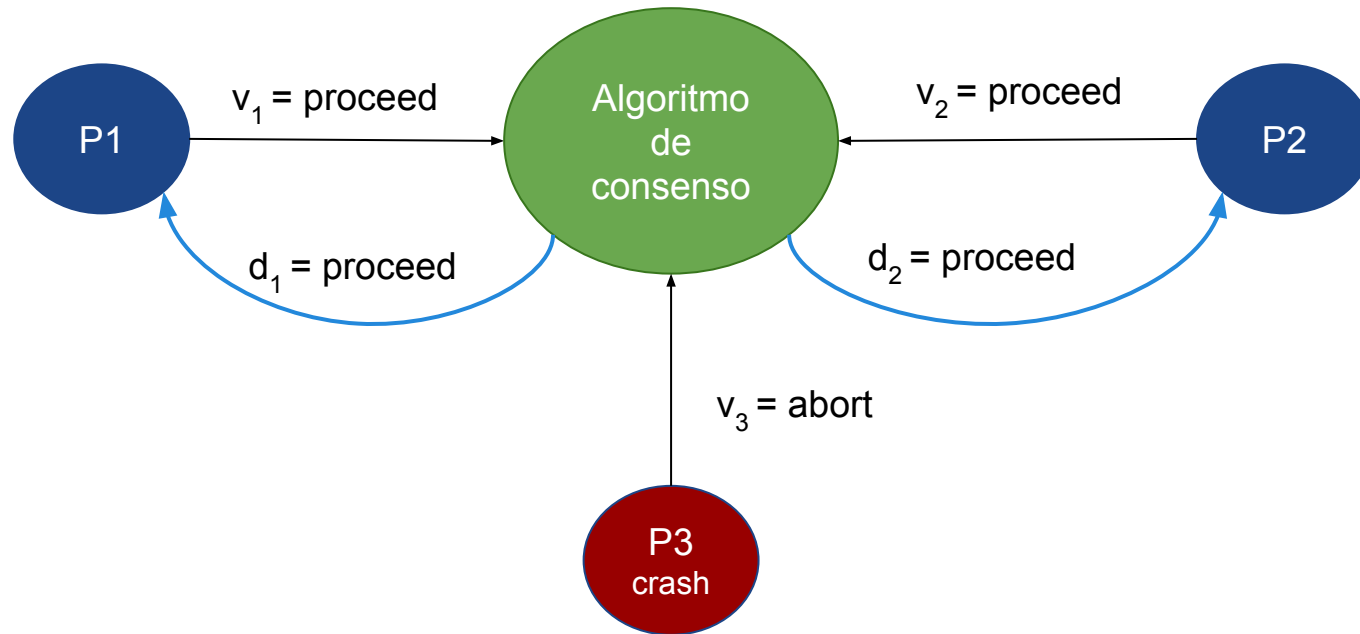 P1
v₁ = proceed
Algoritmo
de
consenso
v₂ = proceed
P2
d₁ = proceed
d₂ = proceed
v₃ = abort
P3
crash